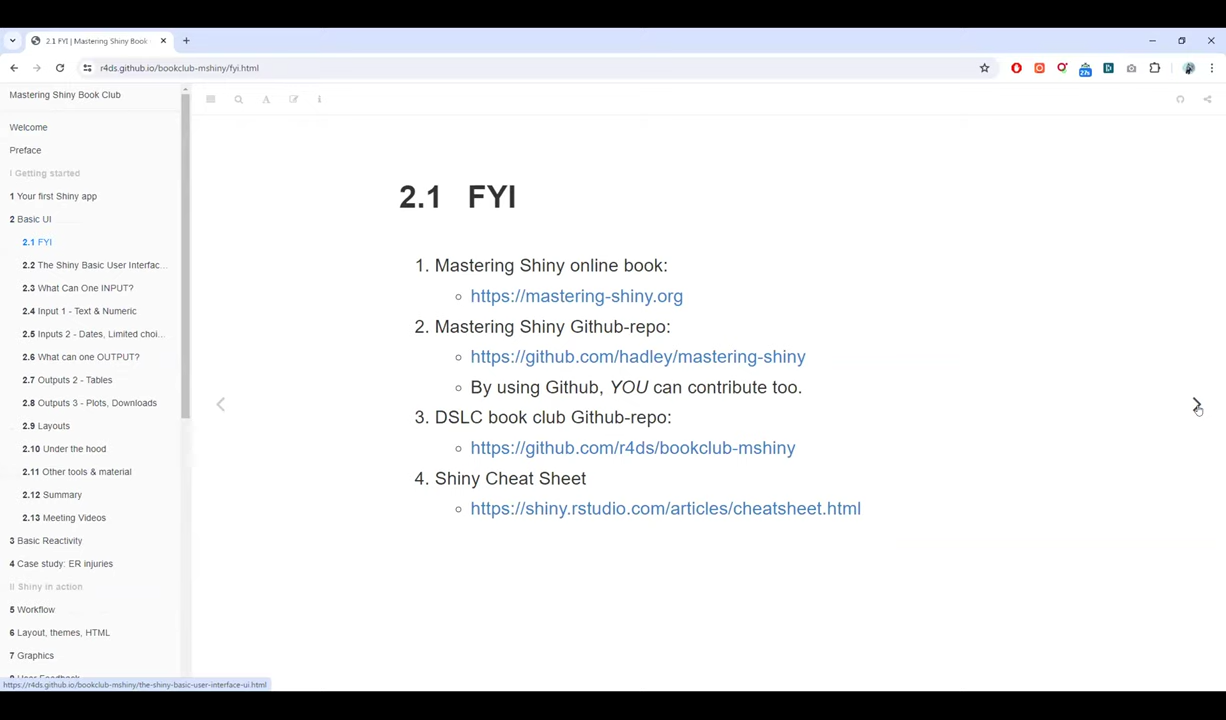 2.1 FYI | Mastering Shiny Book
r4ds.github.io/bookclub-mshiny/fyi.html
27s
Mastering Shiny Book Club
Welcome
Preface
I Getting started
1 Your first Shiny app
2 Basic UI
2.1 FYI
2.2 The Shiny Basic User Interfac...
2.3 What Can One INPUT?
2.4 Input 1 - Text & Numeric
2.5 Inputs 2 - Dates, Limited choi...
2.6 What can one OUTPUT?
2.7 Outputs 2 - Tables
2.8 Outputs 3 - Plots, Downloads
2.9 Layouts
2.10 Under the hood
2.11 Other tools & material
2.12 Summary
2.13 Meeting Videos
3 Basic Reactivity
4 Case study: ER injuries
II Shiny in action
5 Workflow
6 Layout, themes, HTML
7 Graphics
https://r4ds.github.io/bookclub-mshiny/the-shiny-basic-user-interface-ui.html
2.1 FYI
1. Mastering Shiny online book:
https://mastering-shiny.org
2. Mastering Shiny Github-repo:
https://github.com/hadley/mastering-shiny
By using Github, YOU can contribute too.
3. DSLC book club Github-repo:
https://github.com/r4ds/bookclub-mshiny
4. Shiny Cheat Sheet
https://shiny.rstudio.com/articles/cheatsheet.html